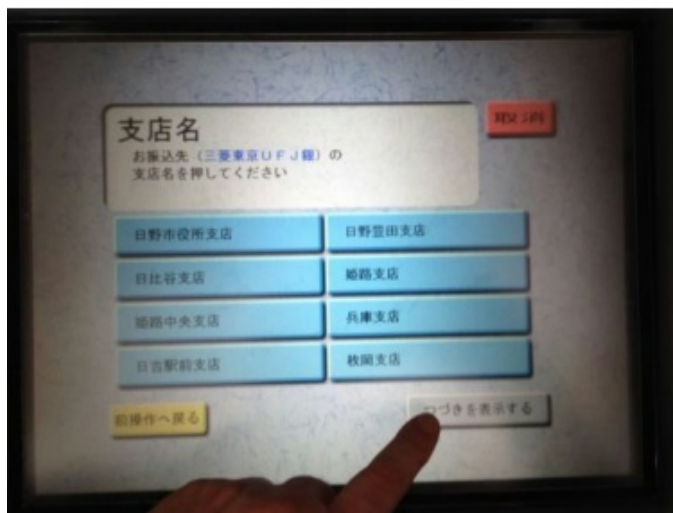 支店名
取消
お振込先（三菱東京UFJ銀）の
支店名を押してください
日野市役所支店
日野豊田支店
日比谷支店
姫路支店
姫路中央支店
兵庫支店
日吉駅前支店
枚岡支店
前操作へ戻る
つづきを表示する